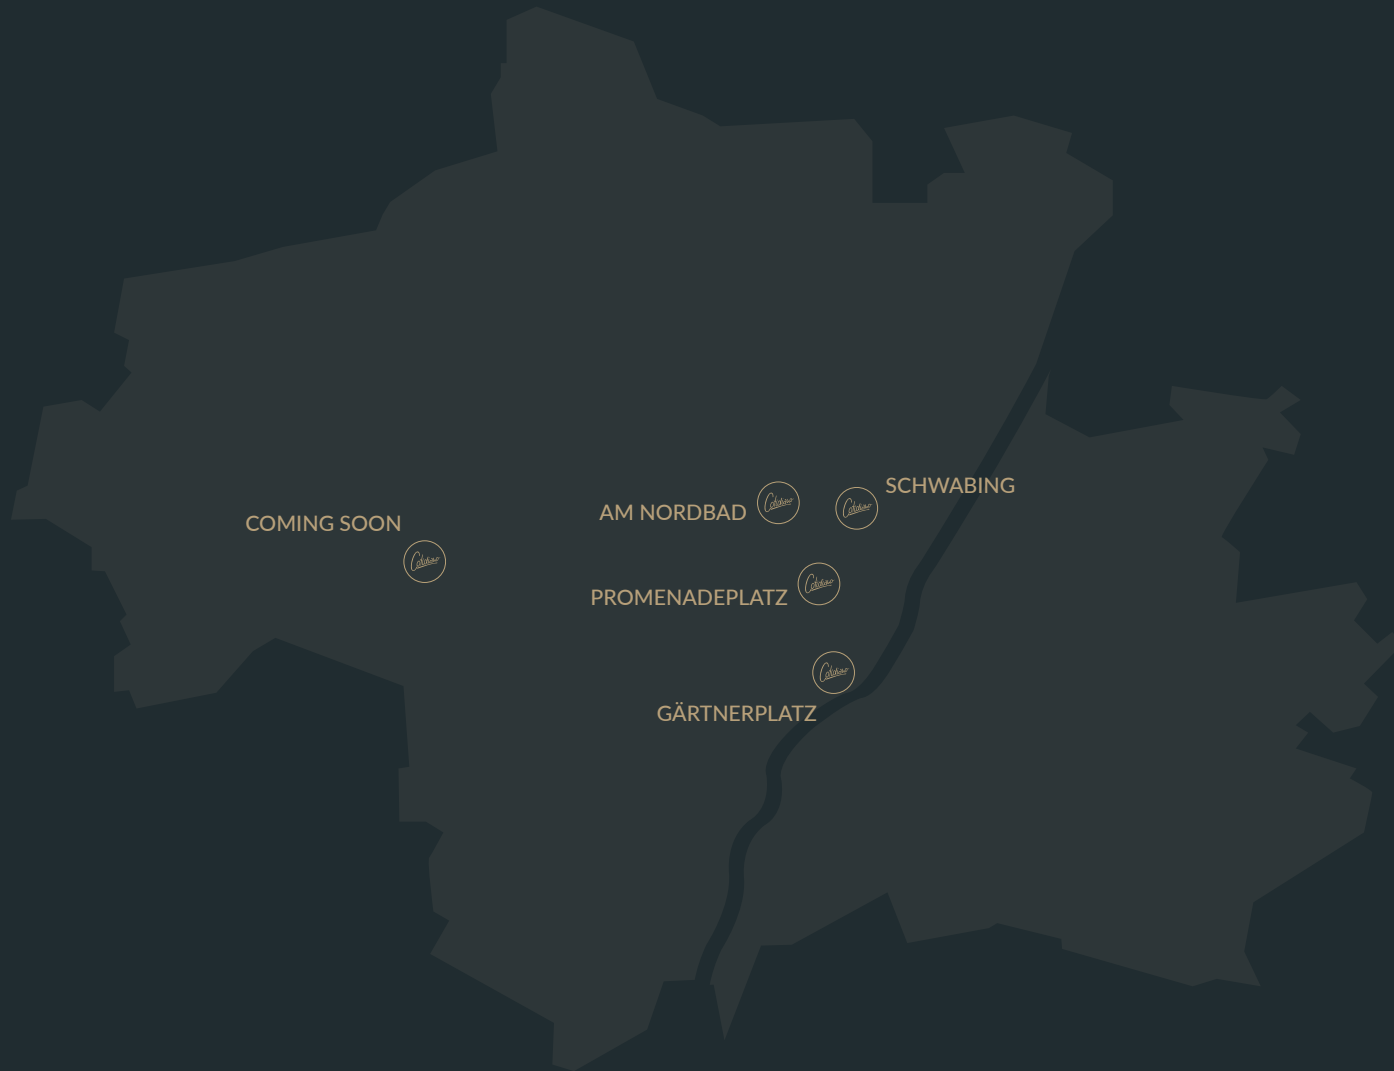 SCHWABING
AM NORDBAD
COMING SOON
PROMENADEPLATZ
GÄRTNERPLATZ